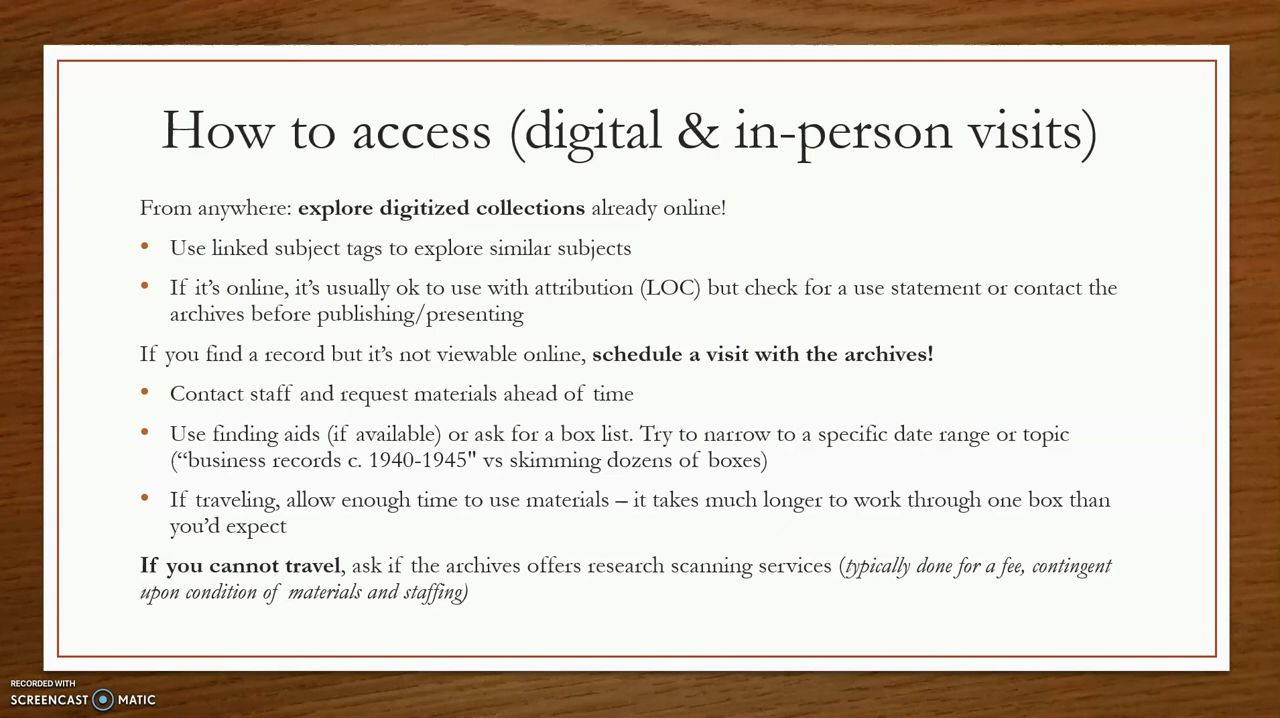 How to access (digital & in-person visits)
From anywhere: explore digitized collections already online!
• Use linked subject tags to explore similar subjects
• If it’s online, it’s usually ok to use with attribution (LOC) but check for a use statement or contact the
archives before publishing/presenting
If you find a record but it’s not viewable online, schedule a visit with the archives!
• Contact staff and request materials ahead of time
• Use finding aids (if available) or ask for a box list. Try to narrow to a specific date range or topic
(“business records c. 1940-1945" vs skimming dozens of boxes)
• If traveling, allow enough time to use materials – it takes much longer to work through one box than
you’d expect
If you cannot travel, ask if the archives offers research scanning services (typically done for a fee, contingent
upon condition of materials and staffing)
RECORDED WITH
SCREENCAST MATIC